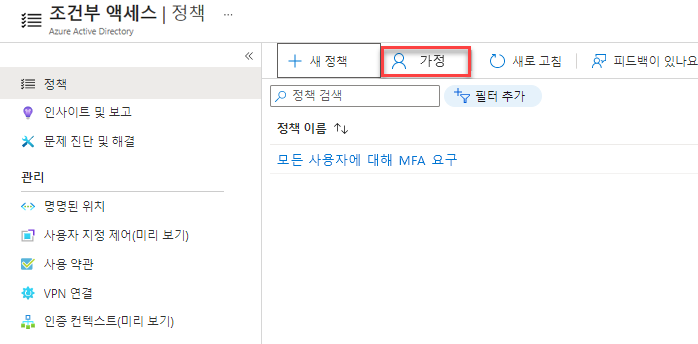 조건부 액세스 | 정책 ...
Azure Active Directory
«
+ 새 정책 가정 새로 고침 피드백이 있나요
정책
인사이트 및 보고
문제 진단 및 해결
관리
명명된 위치
사용자 지정 제어(미리 보기)
사용 약관
VPN 연결
인증 컨텍스트(미리 보기)
정책 검색 필터 추가
정책 이름 ↑↓
모든 사용자에 대해 MFA 요구